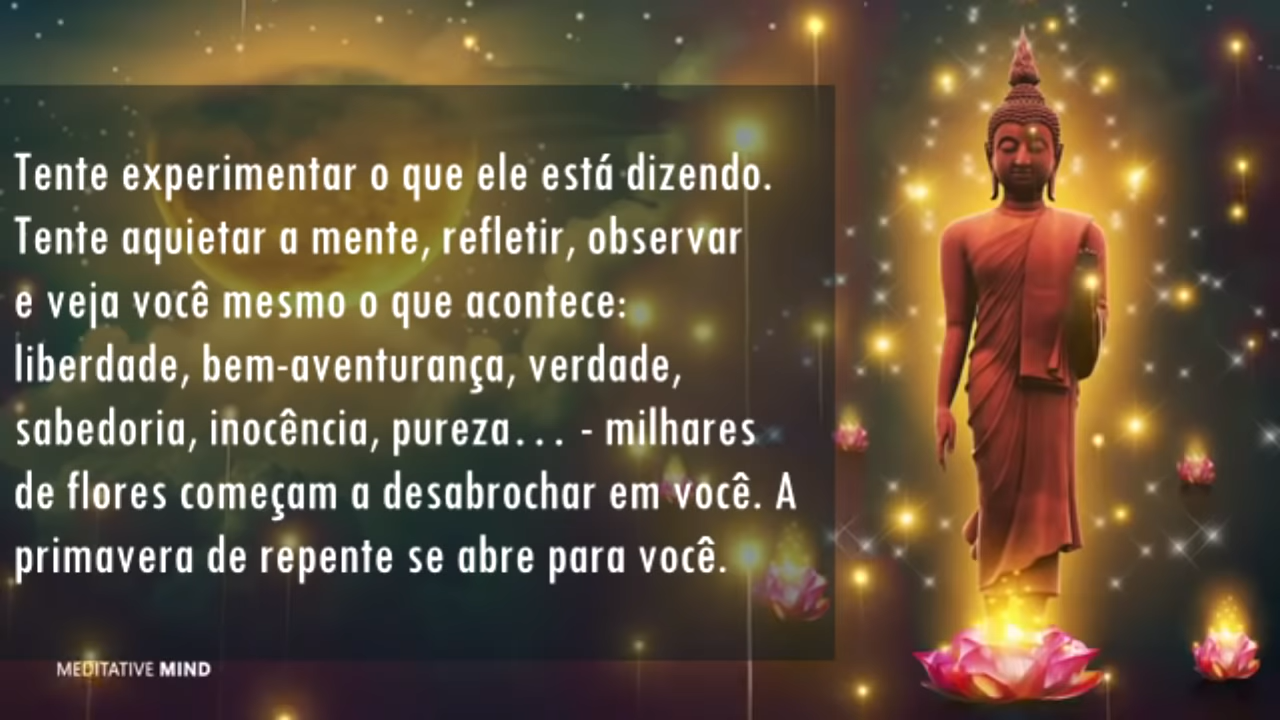 Tente experimentar o que ele está dizendo.
Tente aquietar a mente, refletir, observar
e veja você mesmo o que acontece:
liberdade, bem-aventurança, verdade,
sabedoria, inocência, pureza... - milhares
de flores começam a desabrochar em você. A
primavera de repente se abre para você.
MEDITATIVE MIND